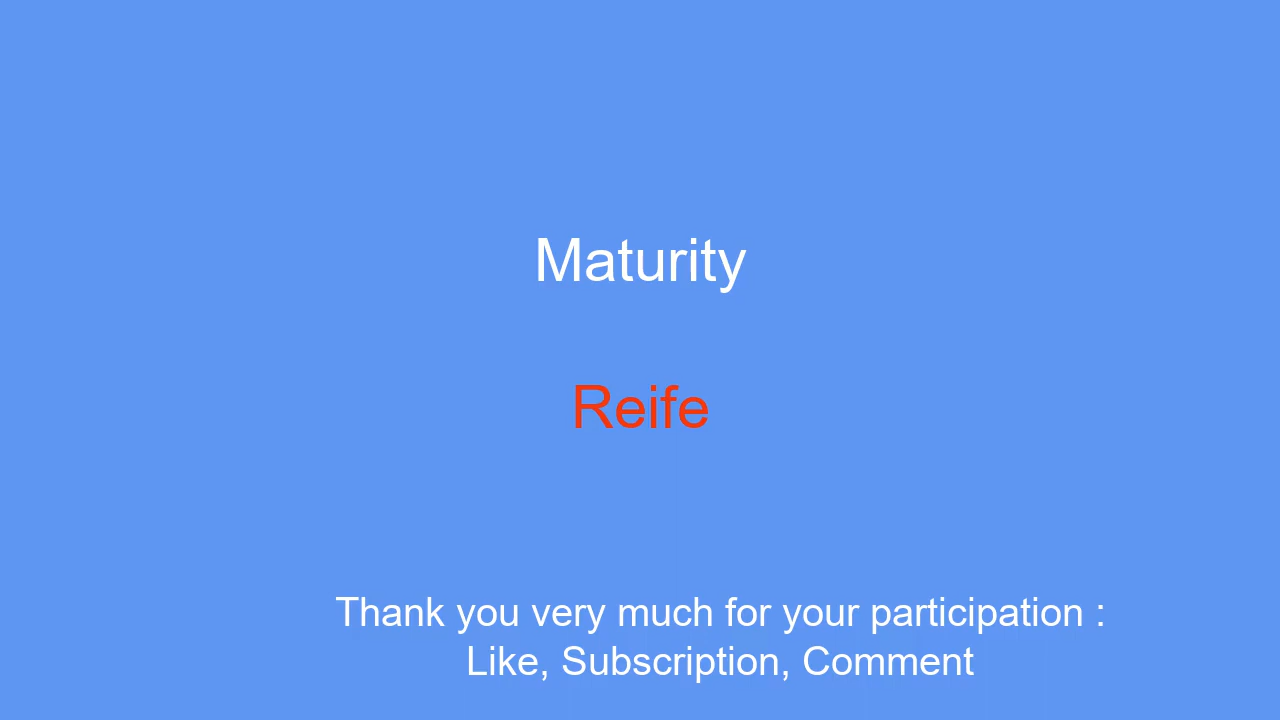 Maturity
Reife
Thank you very much for your participation :
Like, Subscription, Comment